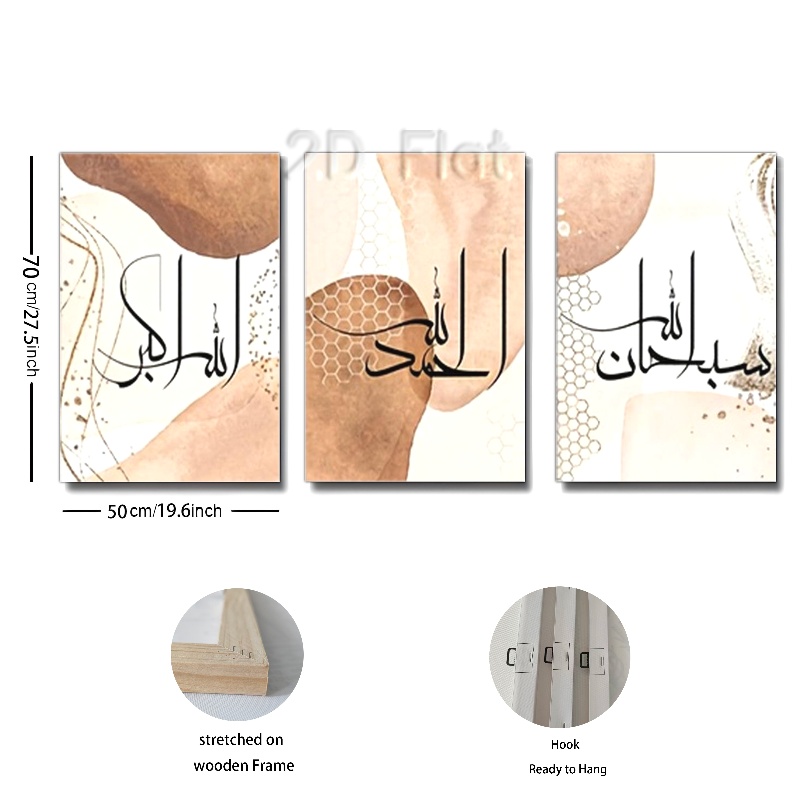 2D Flat
الله أكبر
الحمد لله
سبحان الله
70 cm/27.5inch
50cm/19.6inch
stretched on
wooden Frame
Hook
Ready to Hang